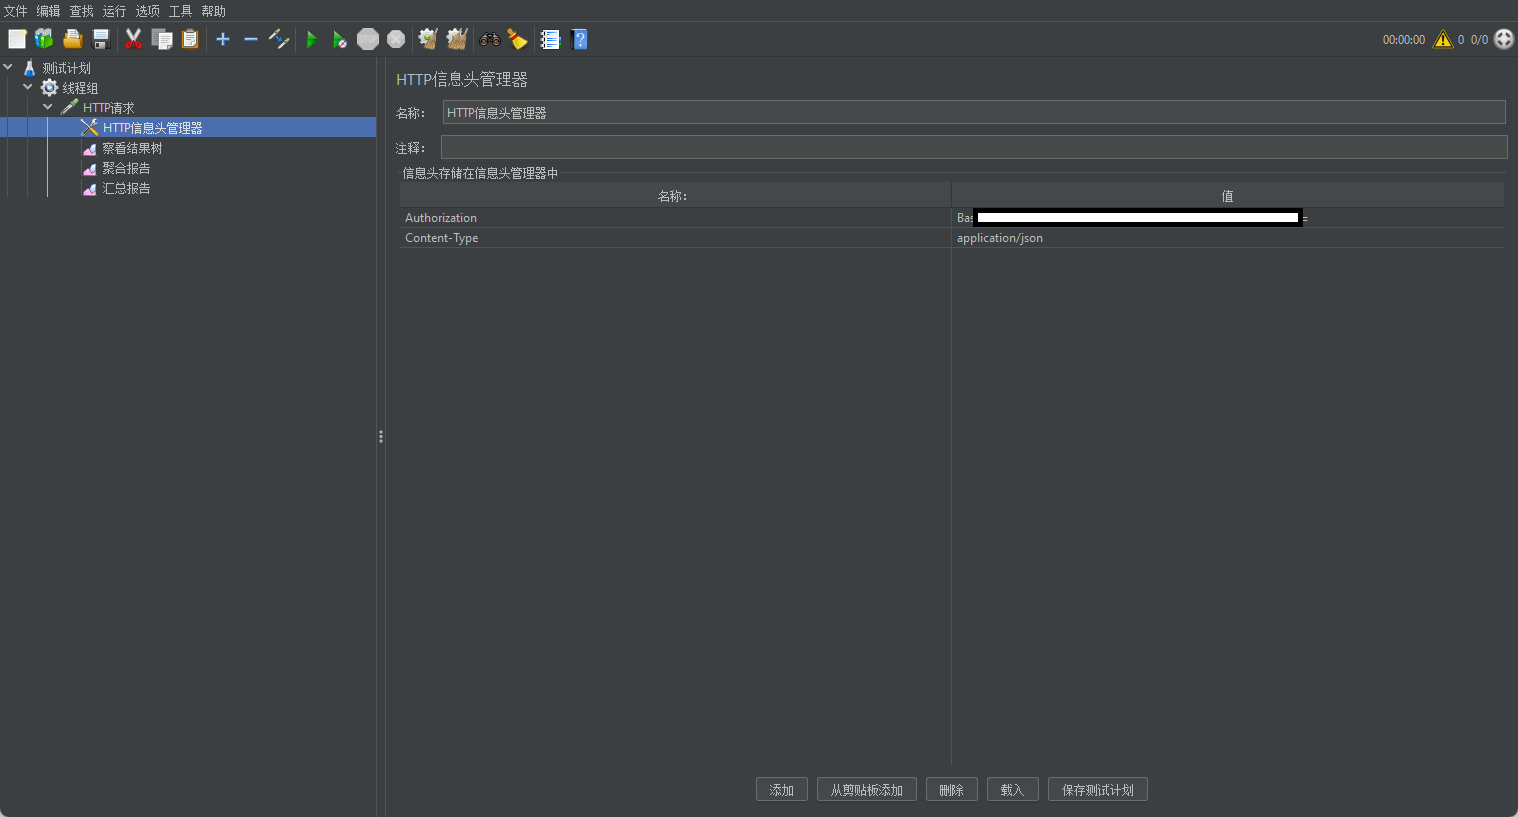 文件 编辑 查找 运行 选项 工具 帮助
00:00:00 0 0/0
测试计划
线程组
HTTP请求
HTTP信息头管理器
察看结果树
聚合报告
汇总报告
HTTP信息头管理器
名称： HTTP信息头管理器
注释：
信息头存储在信息头管理器中
名称： 值
Authorization Bas =
Content-Type application/json
添加 从剪贴板添加 删除 载入 保存测试计划